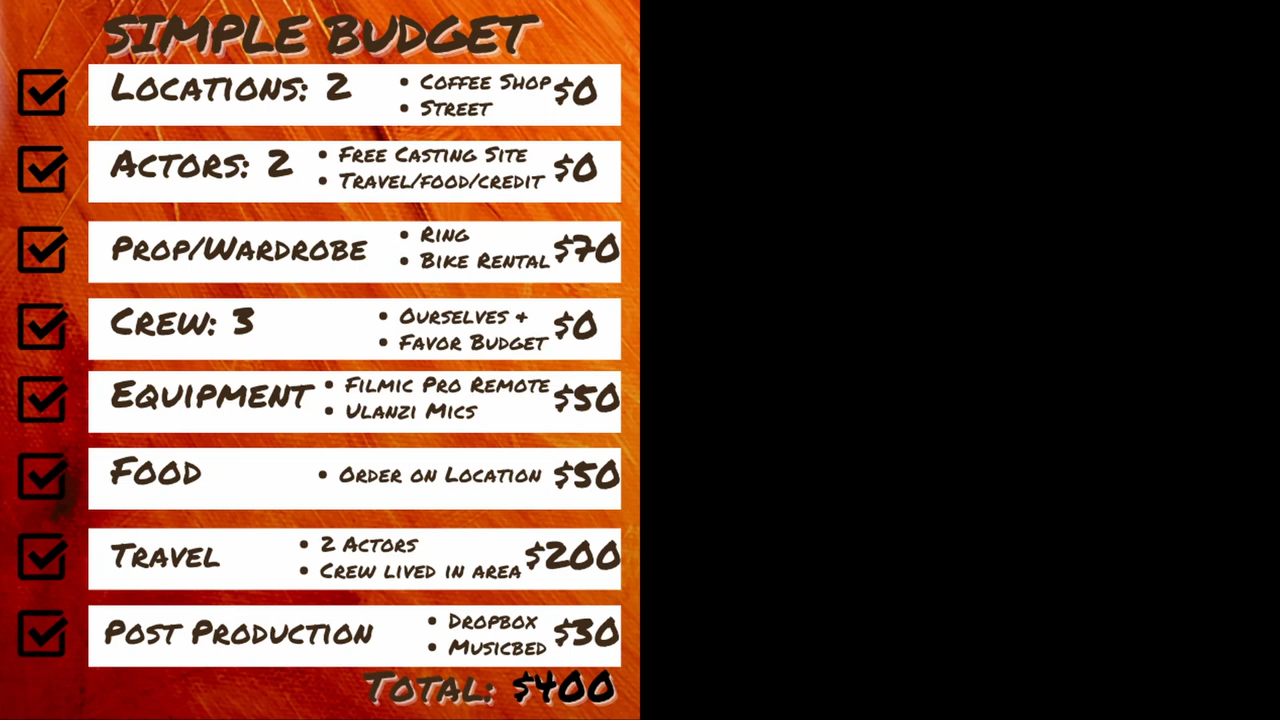 SIMPLE BUDGET
LOCATIONS: 2
• COFFEE SHOP
• STREET
$0
ACTORS: 2
• FREE CASTING SITE
• TRAVEL/FOOD/CREDIT
$0
PROP/WARDROBE
• RING
• BIKE RENTAL
$70
CREW: 3
• OURSELVES +
• FAVOR BUDGET
$0
EQUIPMENT
• FILMIC PRO REMOTE
• ULANZI MICS
$50
FOOD
• ORDER ON LOCATION
$50
TRAVEL
• 2 ACTORS
• CREW LIVED IN AREA
$200
POST PRODUCTION
• DROPBOX
• MUSICBED
$30
TOTAL: $400